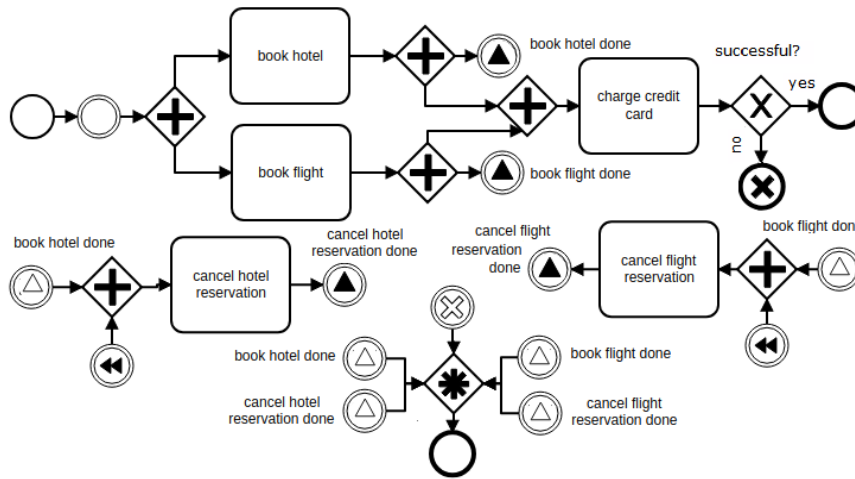 book hotel
book hotel done
successful?
yes
charge credit
card
no
book flight
book flight done
book hotel done
cancel hotel
reservation
cancel hotel
reservation done
cancel flight
reservation
done
cancel flight
reservation
book flight don
book hotel done
cancel hotel
reservation done
book flight done
cancel flight
reservation done